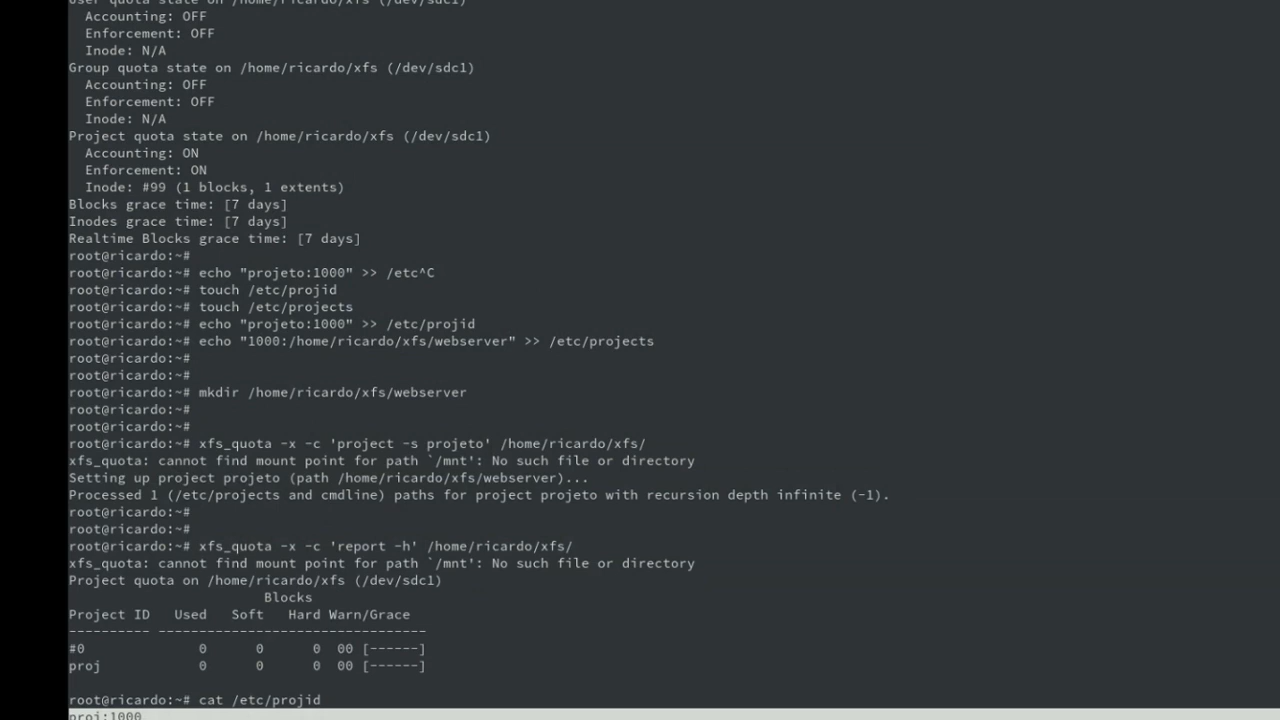 User quota state on /home/ricardo/xfs (/dev/sdc1)
  Accounting: OFF
  Enforcement: OFF
  Inode: N/A
Group quota state on /home/ricardo/xfs (/dev/sdc1)
  Accounting: OFF
  Enforcement: OFF
  Inode: N/A
Project quota state on /home/ricardo/xfs (/dev/sdc1)
  Accounting: ON
  Enforcement: ON
  Inode: #99 (1 blocks, 1 extents)
Blocks grace time: [7 days]
Inodes grace time: [7 days]
Realtime Blocks grace time: [7 days]
root@ricardo:~#
root@ricardo:~# echo "projeto:1000" >> /etc^C
root@ricardo:~# touch /etc/projid
root@ricardo:~# touch /etc/projects
root@ricardo:~# echo "projeto:1000" >> /etc/projid
root@ricardo:~# echo "1000:/home/ricardo/xfs/webserver" >> /etc/projects
root@ricardo:~#
root@ricardo:~#
root@ricardo:~# mkdir /home/ricardo/xfs/webserver
root@ricardo:~#
root@ricardo:~#
root@ricardo:~# xfs_quota -x -c 'project -s projeto' /home/ricardo/xfs/
xfs_quota: cannot find mount point for path `/mnt': No such file or directory
Setting up project projeto (path /home/ricardo/xfs/webserver)...
Processed 1 (/etc/projects and cmdline) paths for project projeto with recursion depth infinite (-1).
root@ricardo:~#
root@ricardo:~#
root@ricardo:~# xfs_quota -x -c 'report -h' /home/ricardo/xfs/
xfs_quota: cannot find mount point for path `/mnt': No such file or directory
Project quota on /home/ricardo/xfs (/dev/sdc1)
                        Blocks
Project ID   Used   Soft   Hard Warn/Grace
---------- ---------------------------------
#0              0      0      0  00 [------]
proj            0      0      0  00 [------]
root@ricardo:~# cat /etc/projid
proj:1000